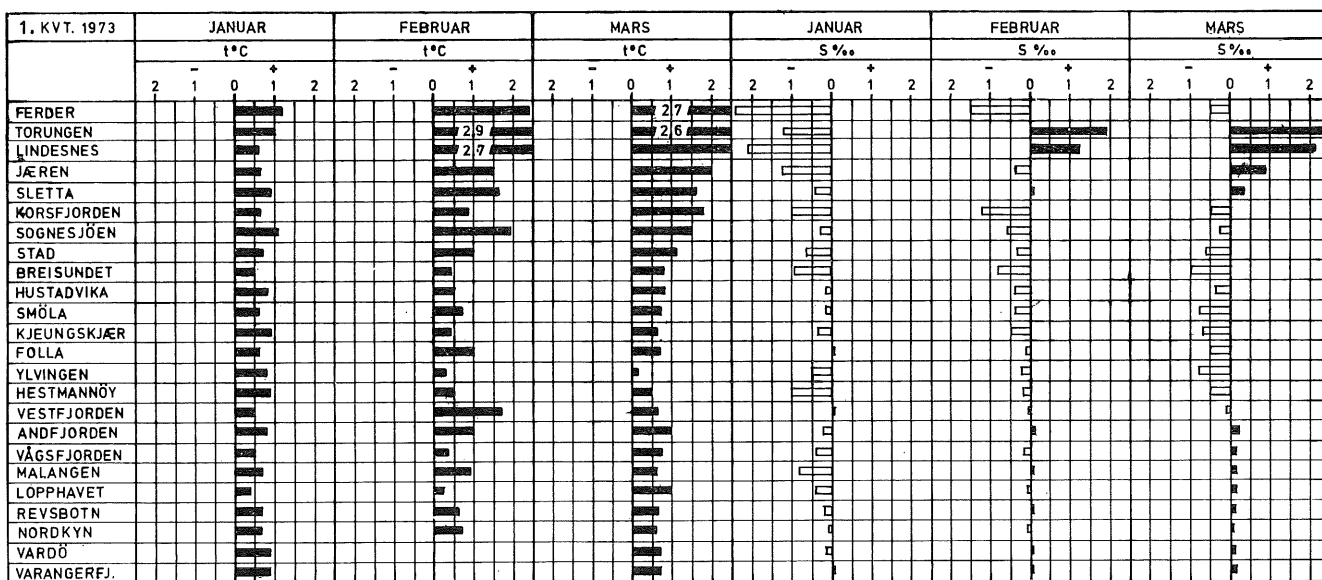 1. KVT. 1973 JANUAR FEBRUAR MARS JANUAR FEBRUAR MARS
t°C t°C t°C S ‰ S ‰ S ‰
- + - + - + - + - + - +
2 1 0 1 2 2 1 0 1 2 2 1 0 1 2 2 1 0 1 2 2 1 0 1 2 2 1 0 1 2
FERDER 2.7
TORUNGEN 2.9 2.6
LINDESNES 2.7
JÆREN
SLETTA
KORSFJORDEN
SOGNESJÖEN
STAD
BREISUNDET
HUSTADVIKA
SMÖLA
KJEUNGSKJÆR
FOLLA
YLVINGEN
HESTMANNÖY
VESTFJORDEN
ANDFJORDEN
VÅGSFJORDEN
MALANGEN
LOPPHAVET
REVSBOTN
NORDKYN
VARDÖ
VARANGERFJ.